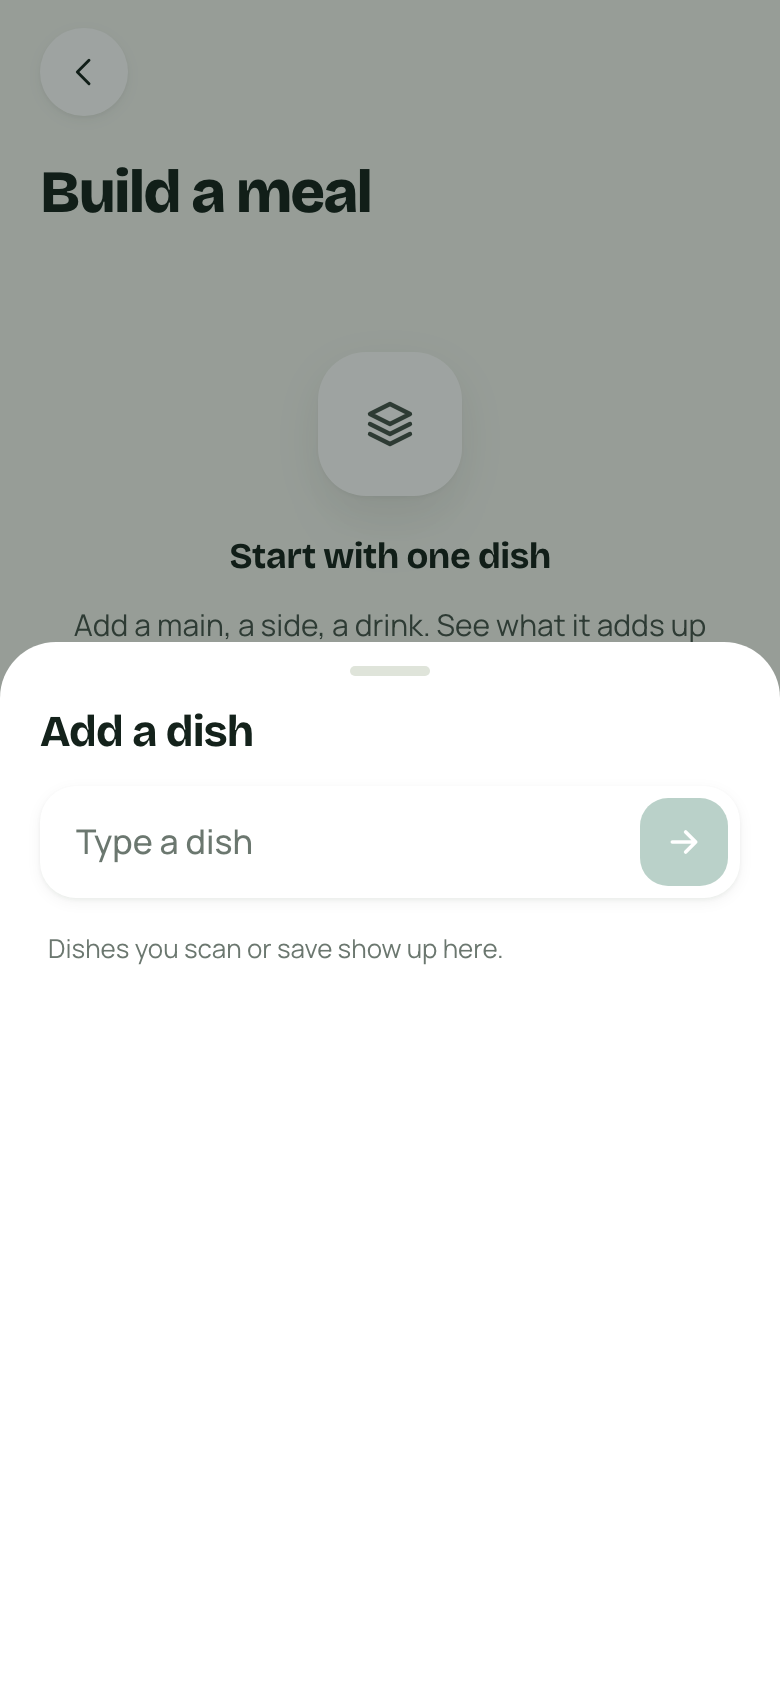 Build a meal
Start with one dish
Add a main, a side, a drink. See what it adds up
Add a dish
Type a dish
Dishes you scan or save show up here.